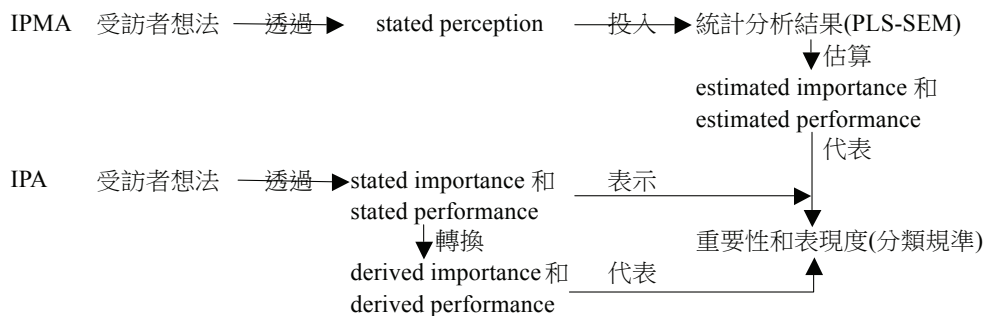 IPMA 受訪者想法 透過 stated perception 投入 統計分析結果(PLS-SEM)
估算
estimated importance 和
estimated performance
代表
IPA 受訪者想法 透過 stated importance 和 表示
stated performance
轉換 重要性和表現度(分類規準)
derived importance 和 代表
derived performance